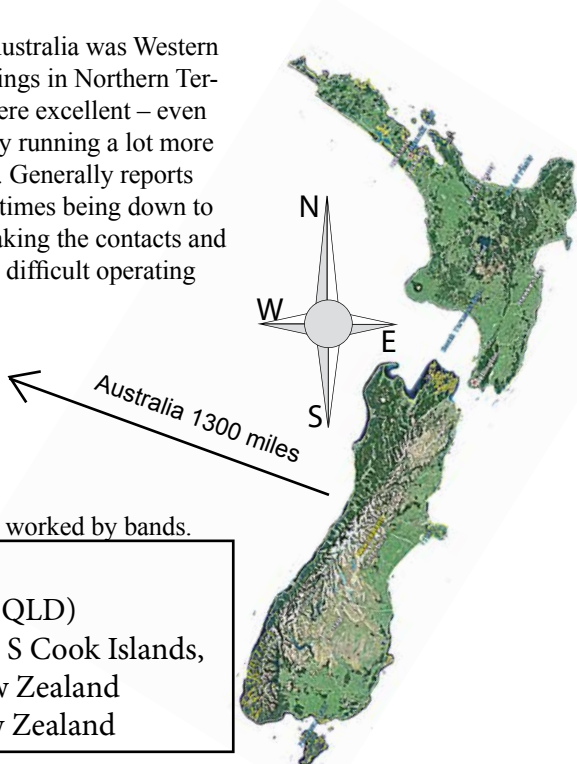 ustralia was Western
ings in Northern Ter-
ere excellent – even
y running a lot more
. Generally reports
times being down to
aking the contacts and
difficult operating
N
W
E
S
Australia 1300 miles
worked by bands.
QLD)
S Cook Islands,
w Zealand
w Zealand